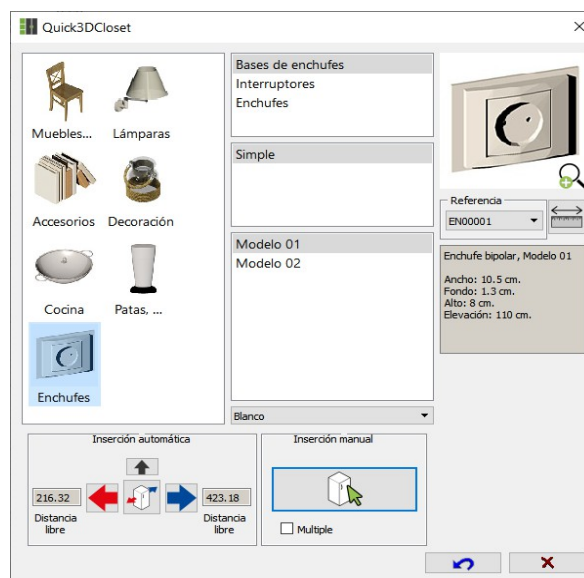 Quick3DCloset
Muebles... Lámparas
Accesorios Decoración
Cocina Patas, ...
Enchufes
Bases de enchufes
Interruptores
Enchufes
Simple
Modelo 01
Modelo 02
Blanco
Referencia
EN00001
Enchufe bipolar, Modelo 01
Ancho: 10.5 cm.
Fondo: 1.3 cm.
Alto: 8 cm.
Elevación: 110 cm.
Inserción automática
216.32 423.18
Distancia libre
Distancia libre
Inserción manual
Multiple